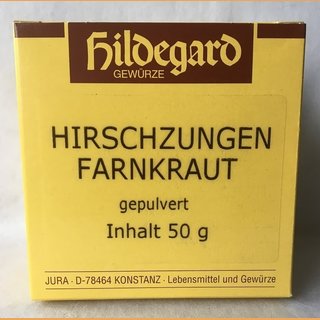 Hildegard
GEWÜRZE
HIRSCHZUNGEN
FARNKRAUT
gepulvert
Inhalt 50 g
JURA · D-78464 KONSTANZ · Lebensmittel und Gewürze